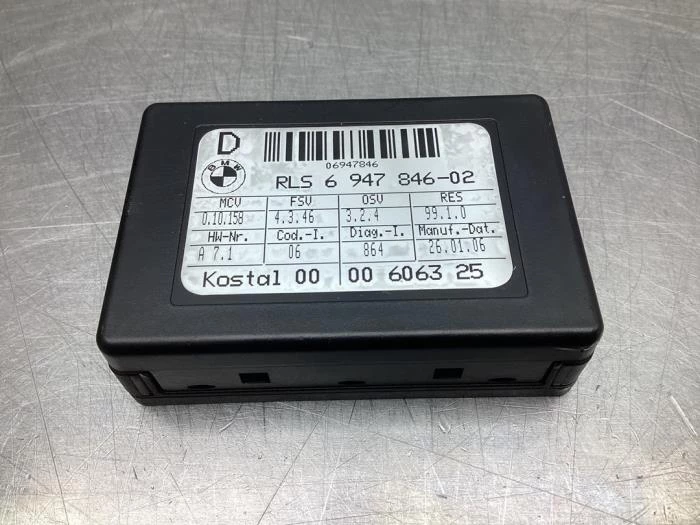 D
06947846
BMW
RLS 6 947 846-02
MCV FSV OSV RES
0.10.158 4.3.46 3.2.4 99.1.0
HW-Nr. Cod.-I. Diag.-I. Manuf.-Dat.
A 7.1 06 864 26.01.06
Kostal 00 00 6063 25